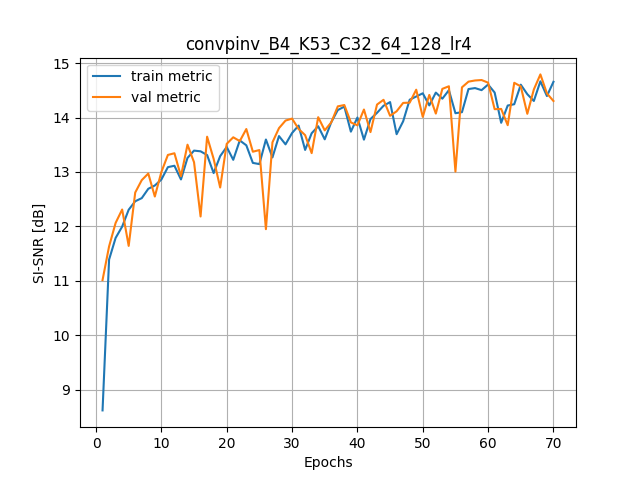 convpinv_B4_K53_C32_64_128_lr4
train metric
val metric
SI-SNR [dB]
15
14
13
12
11
10
9
0 10 20 30 40 50 60 70
Epochs